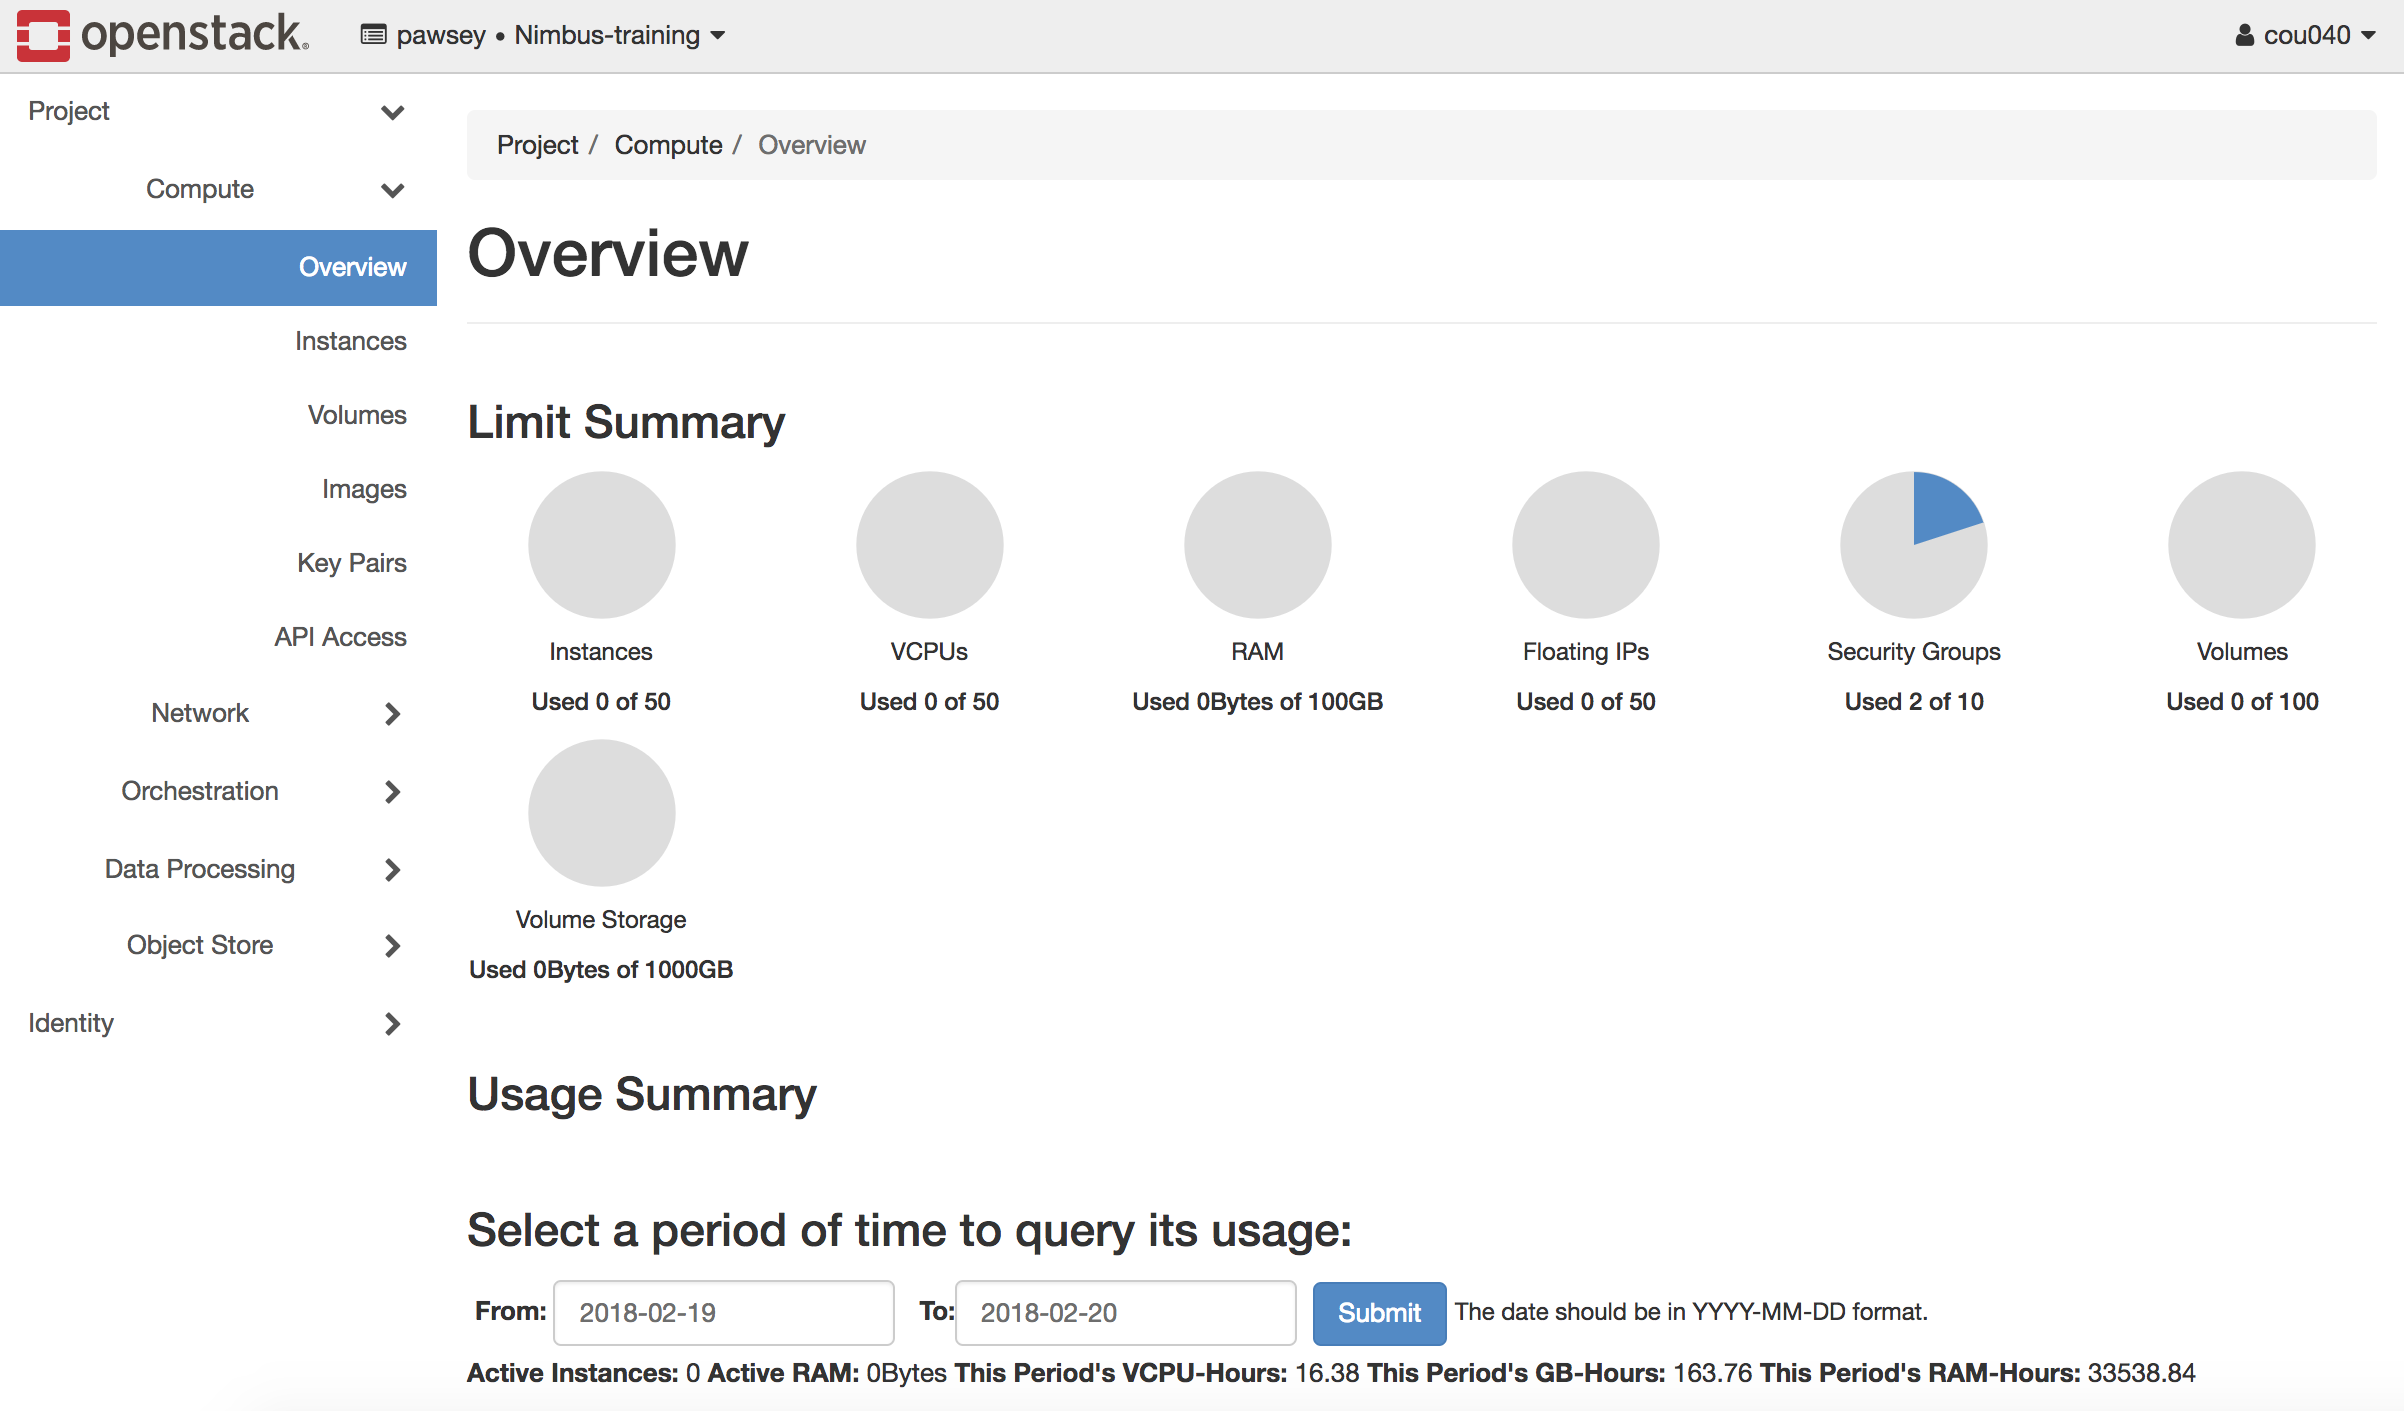 openstack.
pawsey • Nimbus-training
cou040
Project
Compute
Overview
Instances
Volumes
Images
Key Pairs
API Access
Network
Orchestration
Data Processing
Object Store
Identity
Project / Compute / Overview
Overview
Limit Summary
Instances
Used 0 of 50
VCPUs
Used 0 of 50
RAM
Used 0Bytes of 100GB
Floating IPs
Used 0 of 50
Security Groups
Used 2 of 10
Volumes
Used 0 of 100
Volume Storage
Used 0Bytes of 1000GB
Usage Summary
Select a period of time to query its usage:
From: 2018-02-19 To: 2018-02-20 Submit The date should be in YYYY-MM-DD format.
Active Instances: 0 Active RAM: 0Bytes This Period's VCPU-Hours: 16.38 This Period's GB-Hours: 163.76 This Period's RAM-Hours: 33538.84